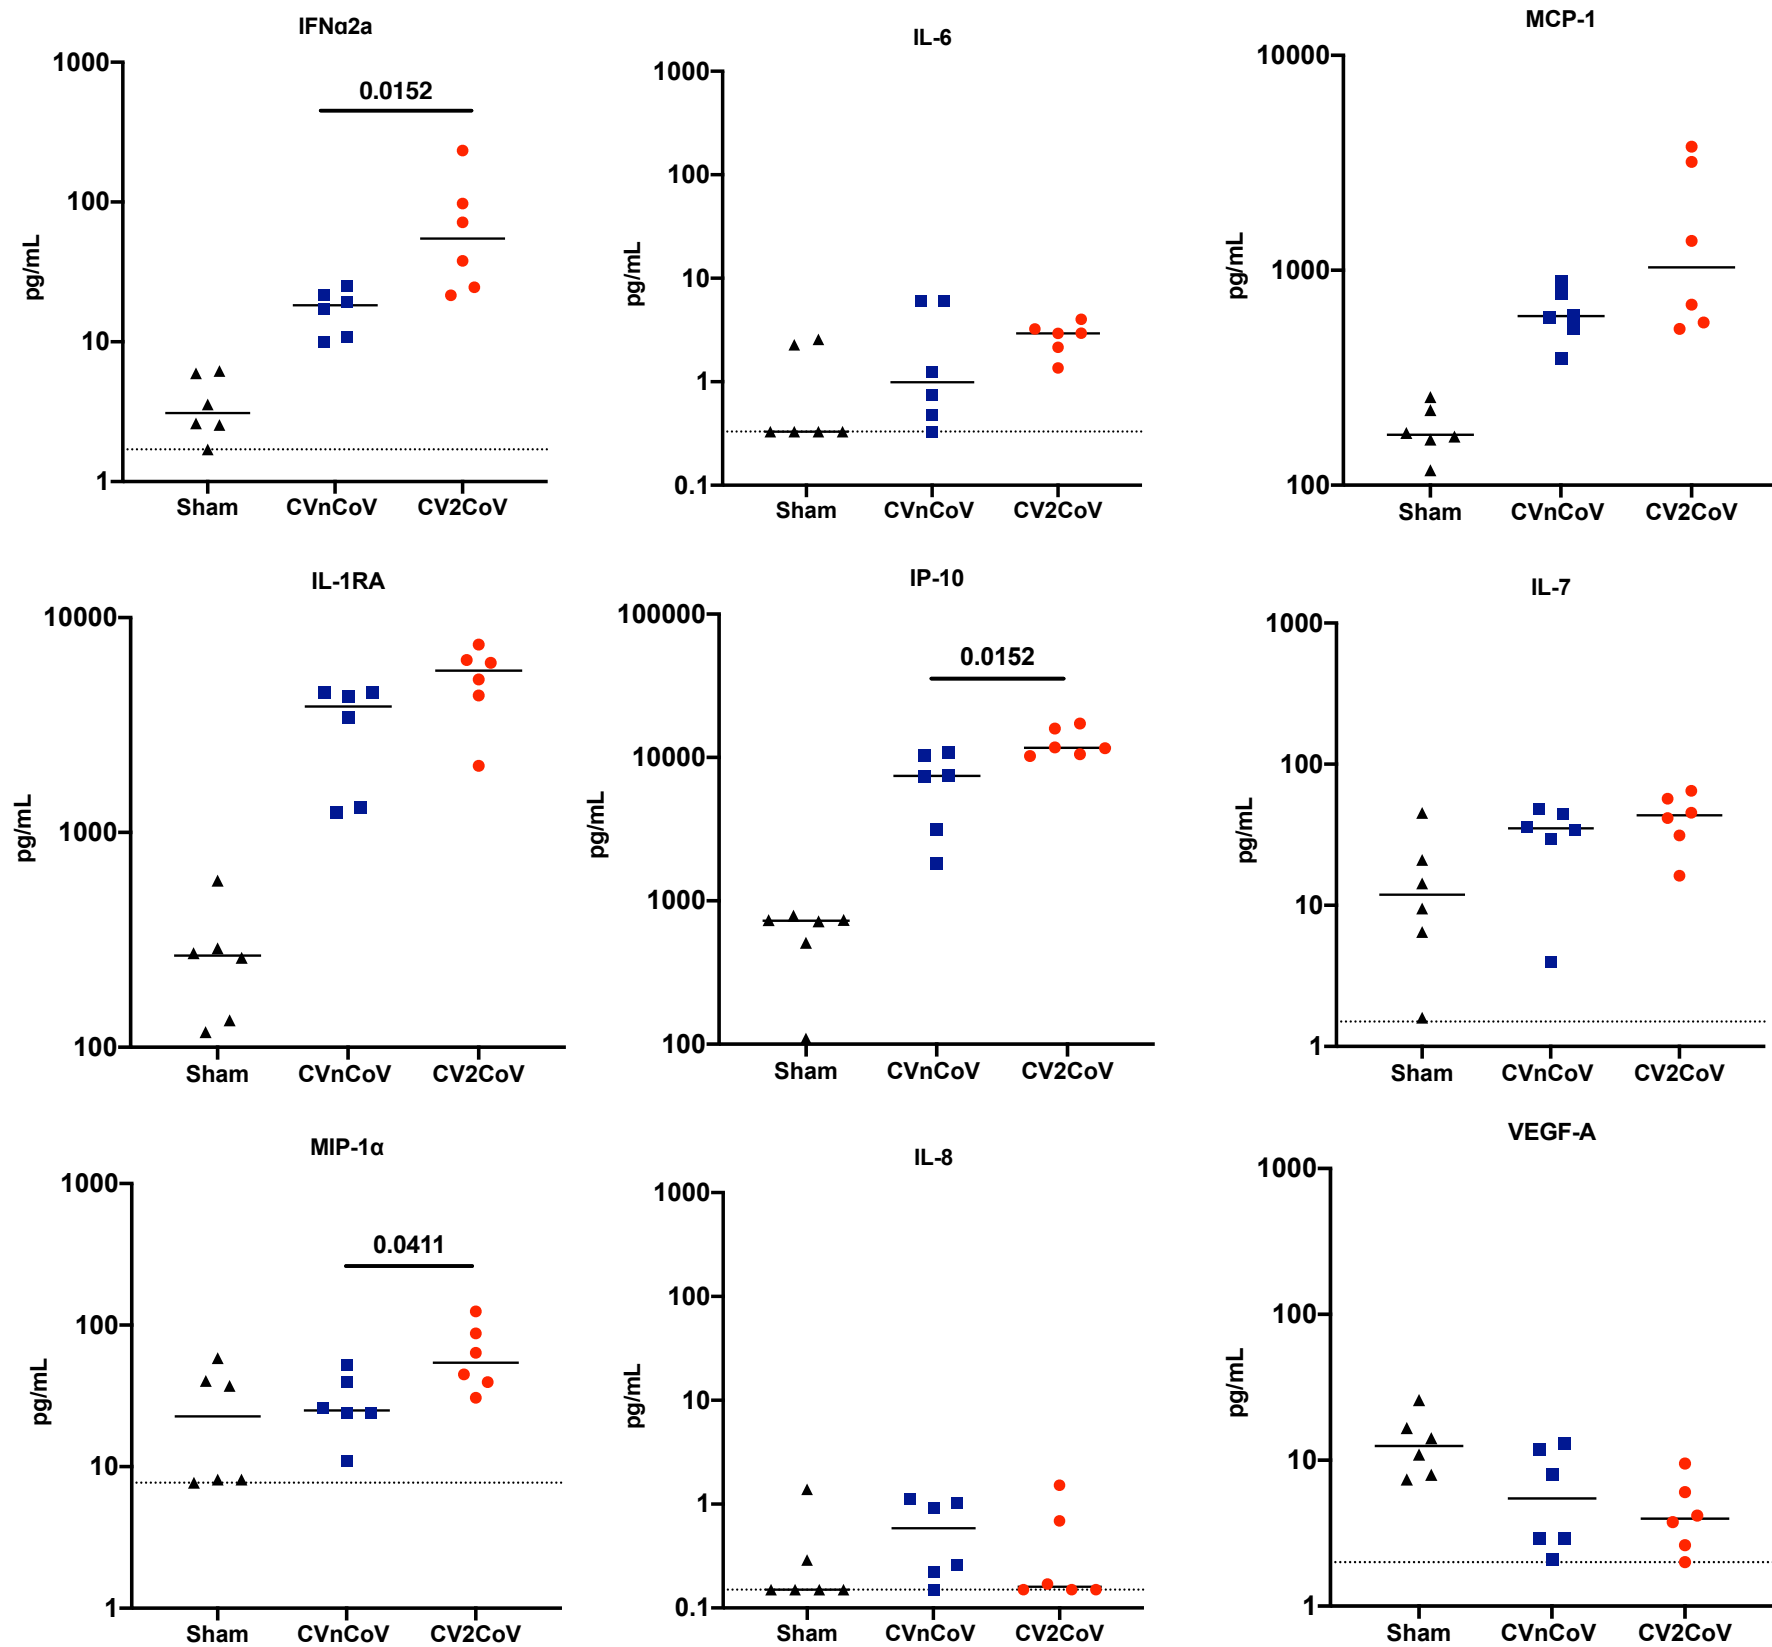 IFNα2a
1000
100
10
1
pg/mL
0.0152
Sham CVnCoV CV2CoV
IL-6
1000
100
10
1
0.1
pg/mL
Sham CVnCoV CV2CoV
MCP-1
10000
1000
100
pg/mL
Sham CVnCoV CV2CoV
IL-1RA
10000
1000
100
pg/mL
Sham CVnCoV CV2CoV
IP-10
100000
10000
1000
100
pg/mL
0.0152
Sham CVnCoV CV2CoV
IL-7
1000
100
10
1
pg/mL
Sham CVnCoV CV2CoV
MIP-1α
1000
100
10
1
pg/mL
0.0411
Sham CVnCoV CV2CoV
IL-8
1000
100
10
1
0.1
pg/mL
Sham CVnCoV CV2CoV
VEGF-A
1000
100
10
1
pg/mL
Sham CVnCoV CV2CoV